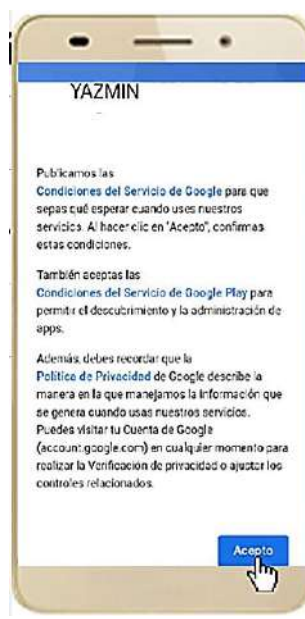 YAZMIN
Publicamos las
Condiciones del Servicio de Google para que
sepas qué esperar cuando uses nuestros
servicios. Al hacer clic en "Acepto", confirmas
estas condiciones.
También aceptas las
Condiciones del Servicio de Google Play para
permitir el descubrimiento y la administración de
apps.
Además, debes recordar que la
Política de Privacidad de Google describe la
manera en la que manejamos la información que
se genera cuando usas nuestros servicios.
Puedes visitar tu Cuenta de Google
(account.google.com) en cualquier momento para
realizar la Verificación de privacidad o ajustar los
controles relacionados.
Acepto